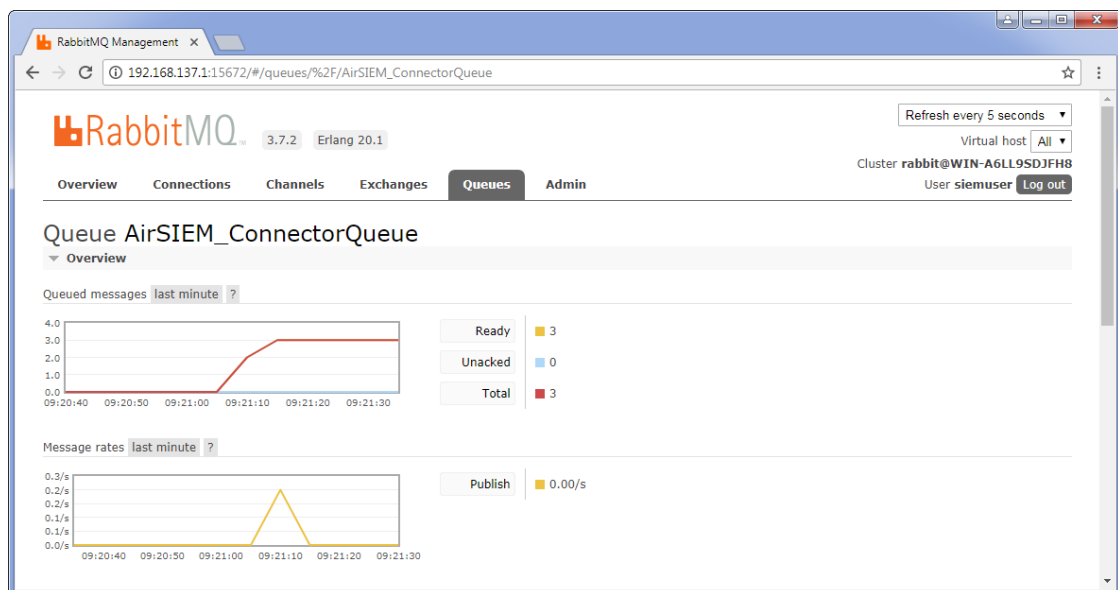 RabbitMQ Management
192.168.137.1:15672/#/queues/%2F/AirSIEM_ConnectorQueue
Refresh every 5 seconds
RabbitMQ 3.7.2 Erlang 20.1
Virtual host All
Cluster rabbit@WIN-A6LL9SDJFH8
User siemuser Log out
Overview Connections Channels Exchanges Queues Admin
Queue AirSIEM_ConnectorQueue
Overview
Queued messages last minute ?
4.0
3.0
2.0
1.0
0.0
09:20:40 09:20:50 09:21:00 09:21:10 09:21:20 09:21:30
Ready 3
Unacked 0
Total 3
Message rates last minute ?
0.3/s
0.2/s
0.2/s
0.1/s
0.1/s
0.0/s
09:20:40 09:20:50 09:21:00 09:21:10 09:21:20 09:21:30
Publish 0.00/s